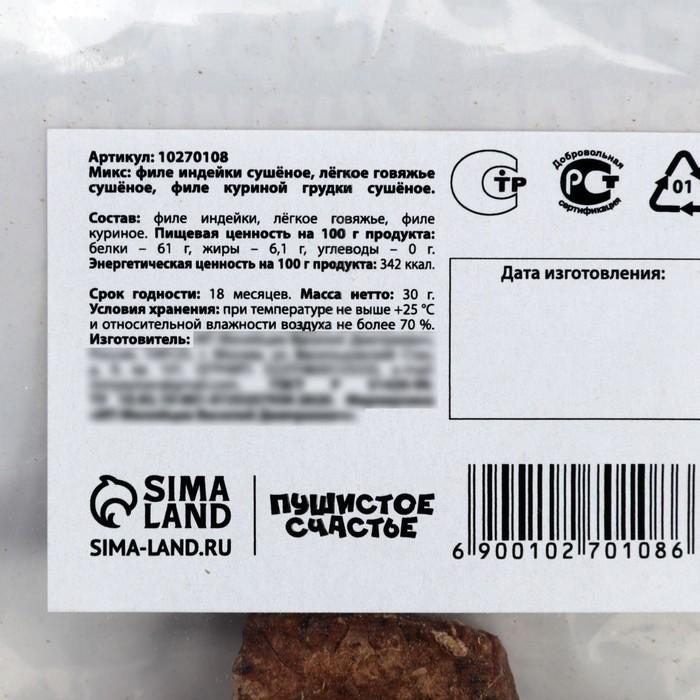 Артикул: 10270108
Микс: филе индейки сушёное, лёгкое говяжье
сушёное, филе куриной грудки сушёное.
Состав: филе индейки, лёгкое говяжье, филе
куриное. Пищевая ценность на 100 г продукта:
белки – 61 г, жиры – 6,1 г, углеводы – 0 г.
Энергетическая ценность на 100 г продукта: 342 ккал.
Срок годности: 18 месяцев. Масса нетто: 30 г.
Условия хранения: при температуре не выше +25 °С
и относительной влажности воздуха не более 70 %.
Изготовитель:
СТР
Добровольная
РСТ
сертификация
01
Дата изготовления:
SIMA
LAND
SIMA-LAND.RU
ПУШИСТОЕ
СЧАСТЬЕ
6 900102 701086